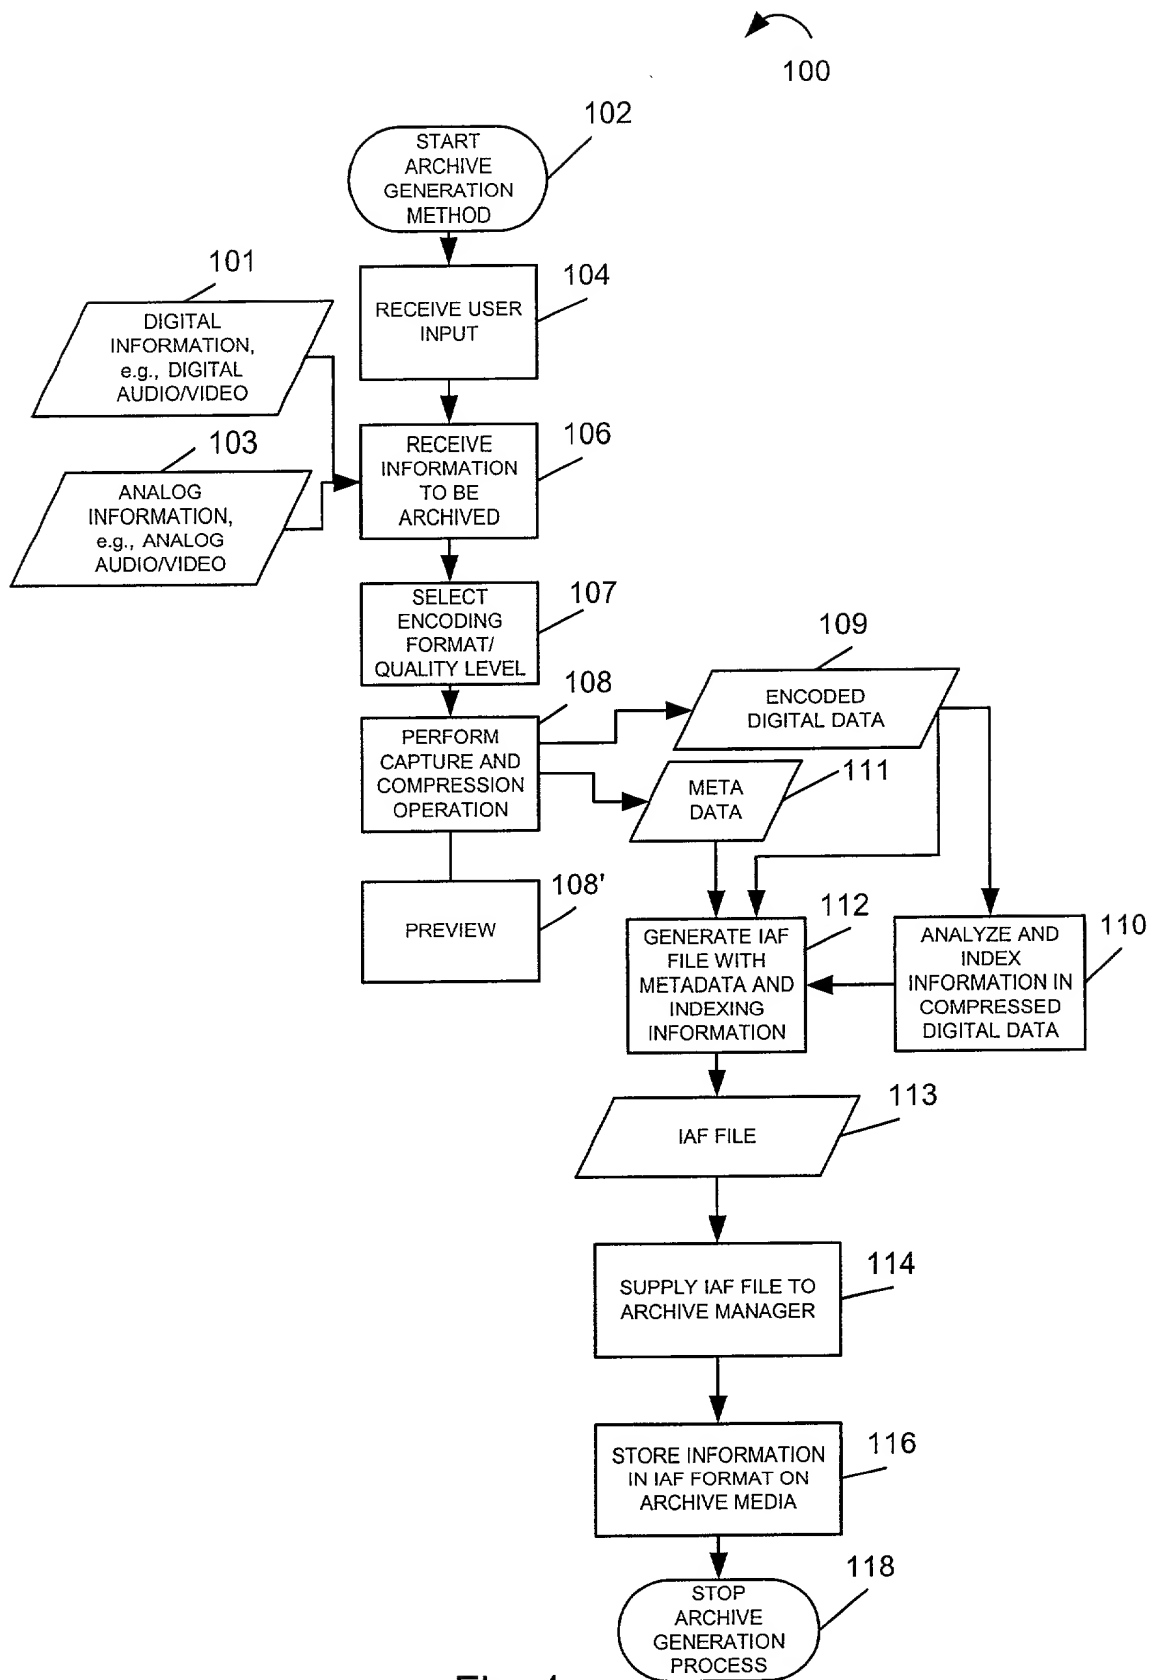 100
102
START
ARCHIVE
GENERATION
METHOD
101
DIGITAL
INFORMATION,
e.g., DIGITAL
AUDIO/VIDEO
104
RECEIVE USER
INPUT
103
ANALOG
INFORMATION,
e.g., ANALOG
AUDIO/VIDEO
106
RECEIVE
INFORMATION
TO BE
ARCHIVED
107
SELECT
ENCODING
FORMAT/
QUALITY LEVEL
108
PERFORM
CAPTURE AND
COMPRESSION
OPERATION
109
ENCODED
DIGITAL DATA
111
META
DATA
108'
PREVIEW
112
GENERATE IAF
FILE WITH
METADATA AND
INDEXING
INFORMATION
110
ANALYZE AND
INDEX
INFORMATION IN
COMPRESSED
DIGITAL DATA
113
IAF FILE
114
SUPPLY IAF FILE TO
ARCHIVE MANAGER
116
STORE INFORMATION
IN IAF FORMAT ON
ARCHIVE MEDIA
118
STOP
ARCHIVE
GENERATION
PROCESS